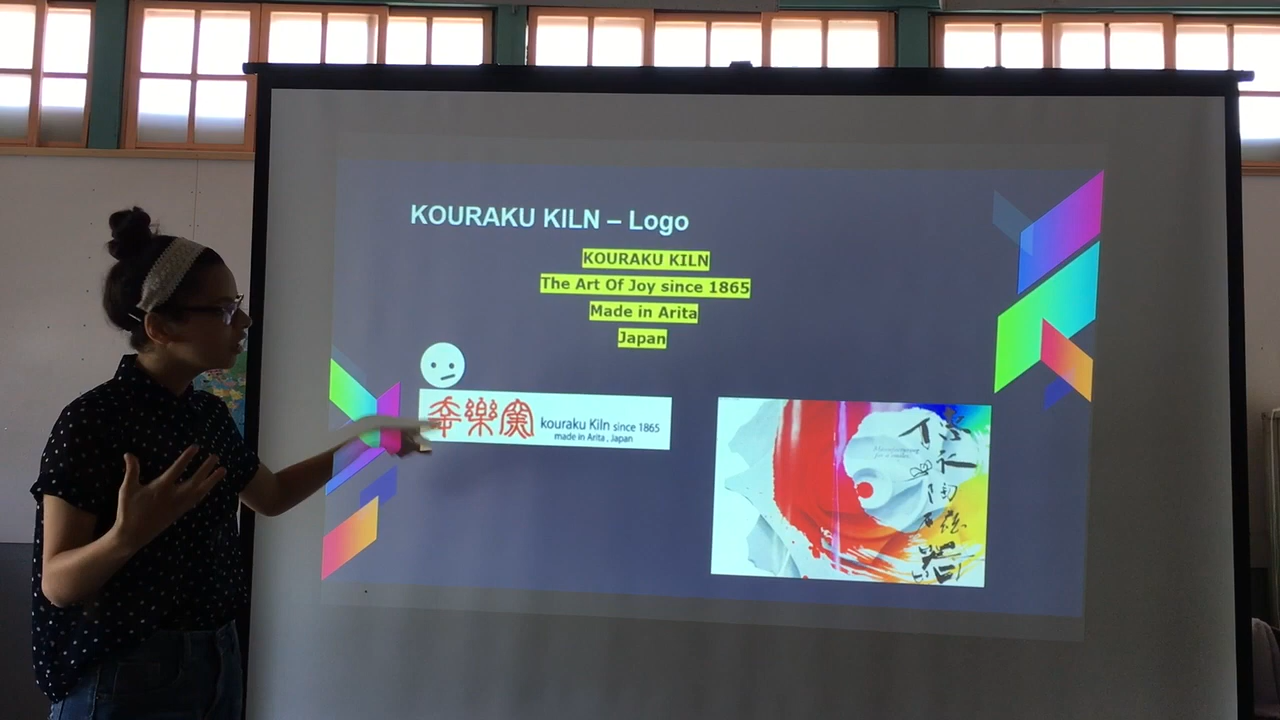 KOURAKU KILN – Logo
KOURAKU KILN
The Art Of Joy since 1865
Made in Arita
Japan
幸樂窯 kouraku Kiln since 1865
made in Arita , Japan